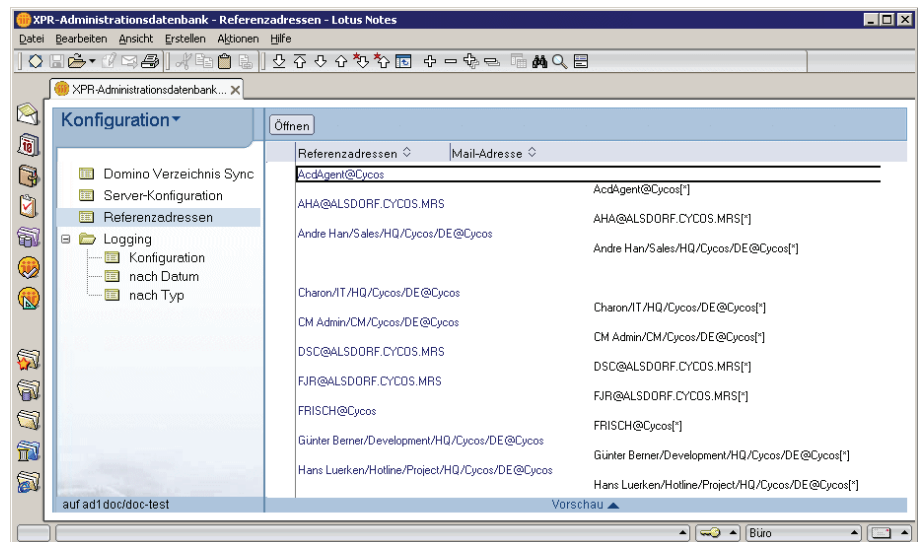 XPR-Administrationsdatenbank - Referenzadressen - Lotus Notes
Datei Bearbeiten Ansicht Erstellen Aktionen Hilfe
XPR-Administrationsdatenbank...
Konfiguration
Öffnen
Referenzadressen Mail-Adresse
Domino Verzeichnis Sync
Server-Konfiguration
Referenzadressen
Logging
Konfiguration
nach Datum
nach Typ
AcdAgent@Cycos
AcdAgent@Cycos[*]
AHA@ALSDORF.CYCOS.MRS
AHA@ALSDORF.CYCOS.MRS[*]
Andre Han/Sales/HQ/Cycos/DE@Cycos
Andre Han/Sales/HQ/Cycos/DE@Cycos[*]
Charon/IT/HQ/Cycos/DE@Cycos
Charon/IT/HQ/Cycos/DE@Cycos[*]
CM Admin/CM/Cycos/DE@Cycos
CM Admin/CM/Cycos/DE@Cycos[*]
DSC@ALSDORF.CYCOS.MRS
DSC@ALSDORF.CYCOS.MRS[*]
FJR@ALSDORF.CYCOS.MRS
FJR@ALSDORF.CYCOS.MRS[*]
FRISCH@Cycos
FRISCH@Cycos[*]
Günter Berner/Development/HQ/Cycos/DE@Cycos
Günter Berner/Development/HQ/Cycos/DE@Cycos[*]
Hans Luerken/Hotline/Project/HQ/Cycos/DE@Cycos
Hans Luerken/Hotline/Project/HQ/Cycos/DE@Cycos[*]
auf ad1doc/doc-test
Vorschau
Büro